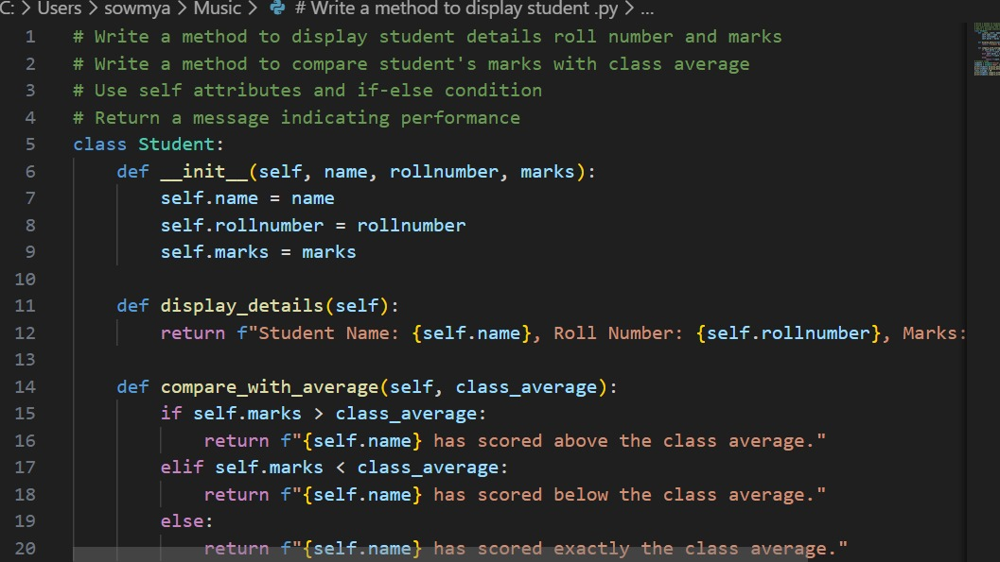 C: > Users > sowmya > Music > # Write a method to display student .py > ...
1 # Write a method to display student details roll number and marks
2 # Write a method to compare student's marks with class average
3 # Use self attributes and if-else condition
4 # Return a message indicating performance
5 class Student:
6     def __init__(self, name, rollnumber, marks):
7         self.name = name
8         self.rollnumber = rollnumber
9         self.marks = marks
10
11     def display_details(self):
12         return f"Student Name: {self.name}, Roll Number: {self.rollnumber}, Marks:
13
14     def compare_with_average(self, class_average):
15         if self.marks > class_average:
16             return f"{self.name} has scored above the class average."
17         elif self.marks < class_average:
18             return f"{self.name} has scored below the class average."
19         else:
20             return f"{self.name} has scored exactly the class average."